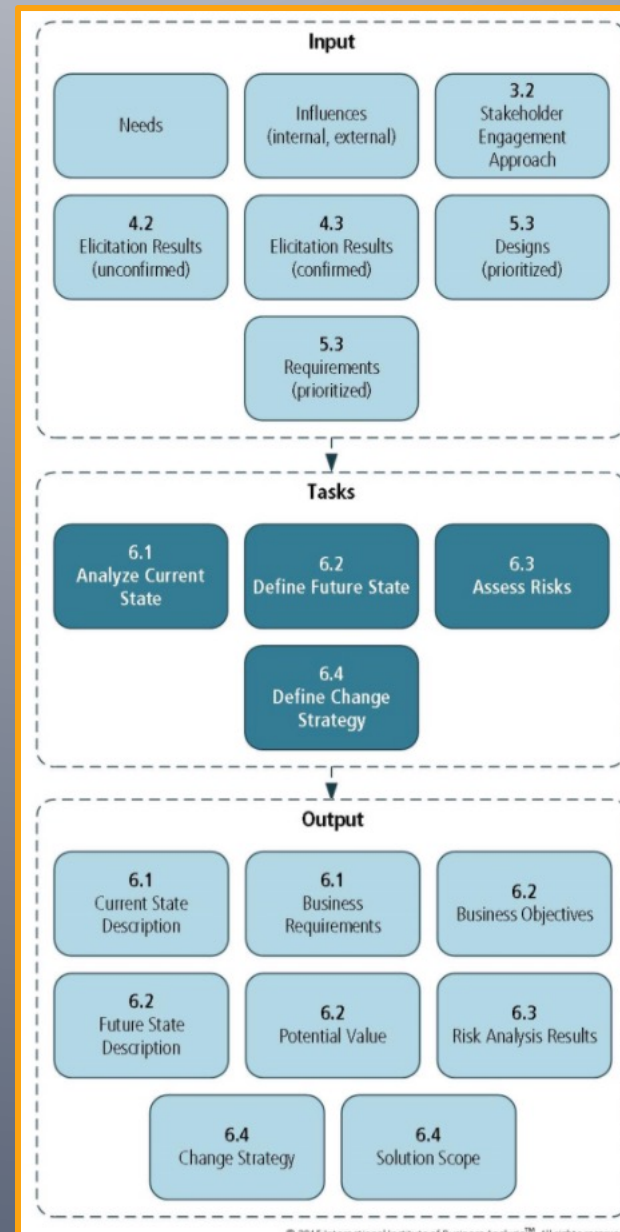 Input
Needs
Influences
(internal, external)
3.2
Stakeholder
Engagement
Approach
4.2
Elicitation Results
(unconfirmed)
4.3
Elicitation Results
(confirmed)
5.3
Designs
(prioritized)
5.3
Requirements
(prioritized)
Tasks
6.1
Analyze Current
State
6.2
Define Future State
6.3
Assess Risks
6.4
Define Change
Strategy
Output
6.1
Current State
Description
6.1
Business
Requirements
6.2
Business Objectives
6.2
Future State
Description
6.2
Potential Value
6.3
Risk Analysis Results
6.4
Change Strategy
6.4
Solution Scope